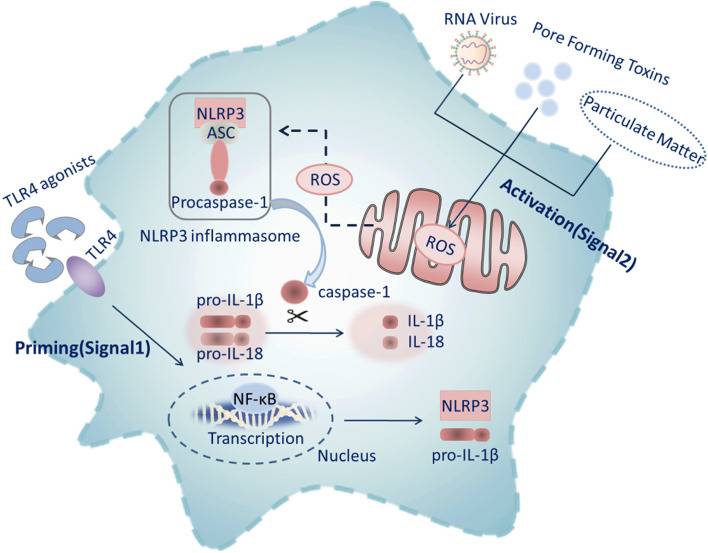 RNA Virus
Pore Forming Toxins
Particulate Matter
NLRP3
ASC
Procaspase-1
ROS
Activation(Signal2)
TLR4 agonists
TLR4
NLRP3 inflammasome
ROS
caspase-1
pro-IL-1β
pro-IL-18
IL-1β
IL-18
Priming(Signal1)
NF-κB
Transcription
Nucleus
NLRP3
pro-IL-1β